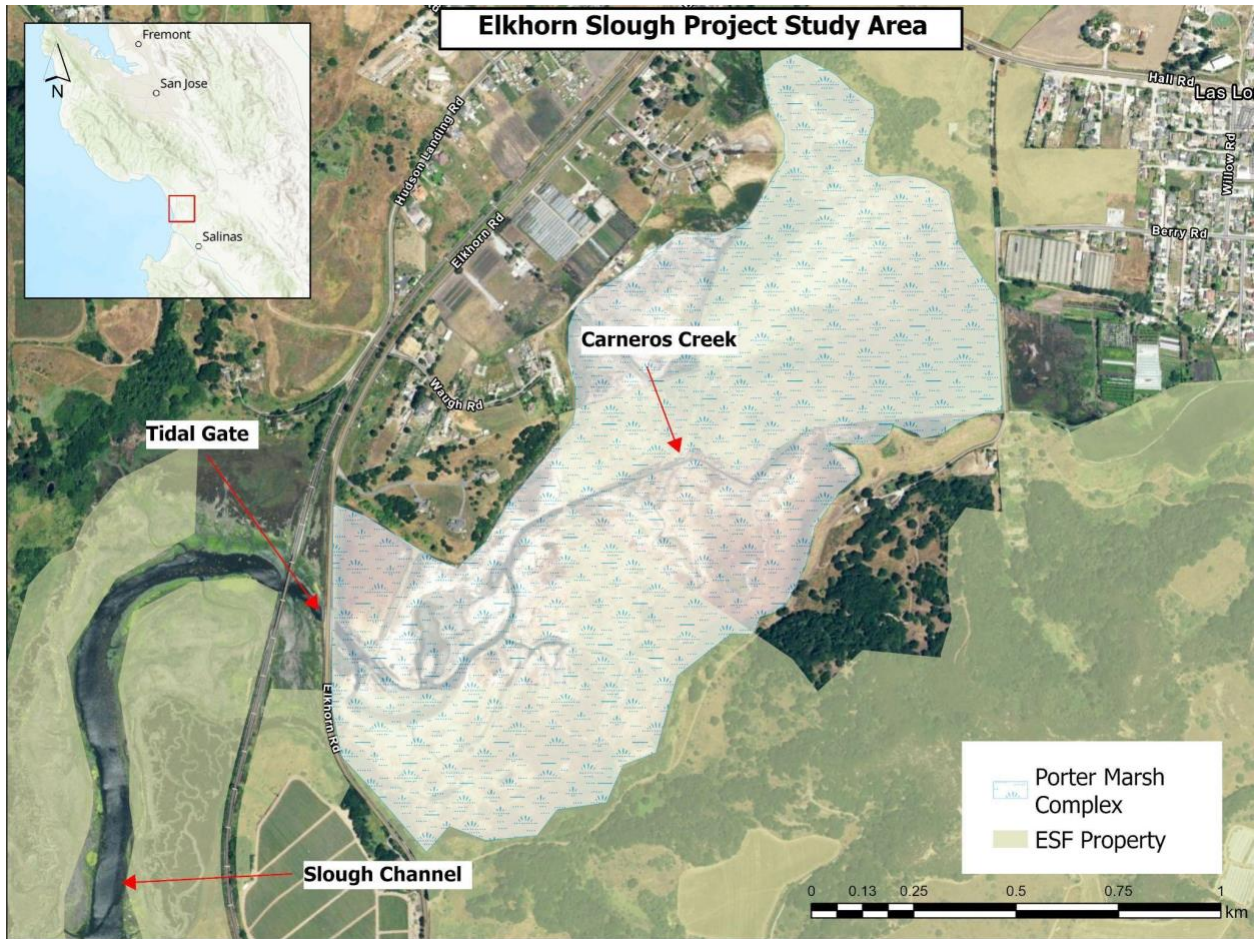 Elkhorn Slough Project Study Area
Fremont
San Jose
N
Salinas
Hudson Landing Rd
Elkhorn Rd
Hall Rd
Willow Rd
Berry Rd
Carneros Creek
Waugh Rd
Tidal Gate
Elkhorn Rd
Slough Channel
Porter Marsh
Complex
ESF Property
0 0.13 0.25 0.5 0.75 1
km